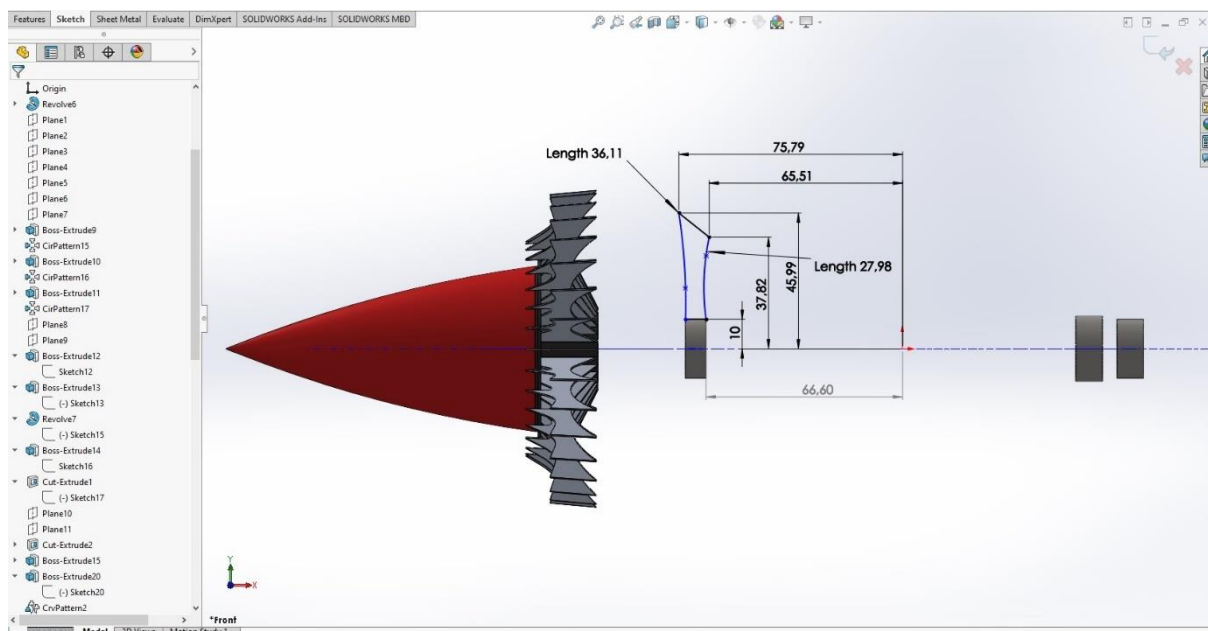 Features Sketch Sheet Metal Evaluate DimXpert SOLIDWORKS Add-Ins SOLIDWORKS MBD
Origin
Revolve6
Plane1
Plane2
Plane3
Plane4
Plane5
Plane6
Plane7
Boss-Extrude9
CirPattern15
Boss-Extrude10
CirPattern16
Boss-Extrude11
CirPattern17
Plane8
Plane9
Boss-Extrude12
Sketch12
Boss-Extrude13
(-) Sketch13
Revolve7
(-) Sketch15
Boss-Extrude14
Sketch16
Cut-Extrude1
(-) Sketch17
Plane10
Plane11
Cut-Extrude2
Boss-Extrude15
Boss-Extrude20
(-) Sketch20
CrvPattern2
Length 36,11
75,79
65,51
45,99
37,82
Length 27,98
10
66,60
Y
X
*Front